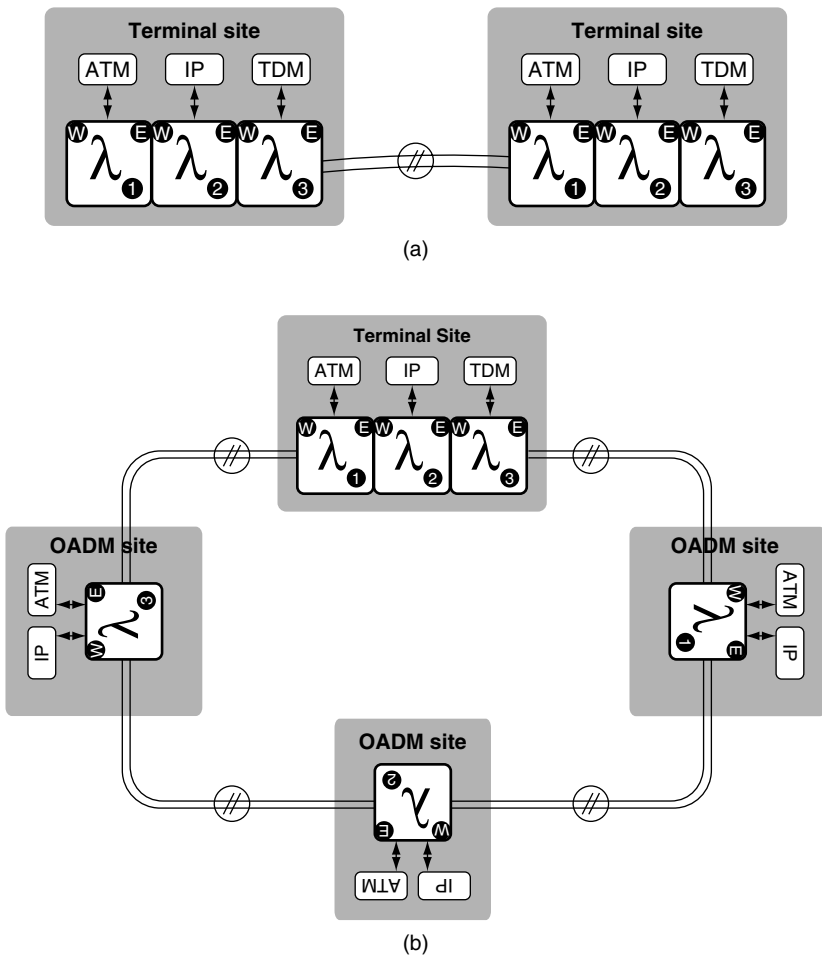 Terminal site
ATM IP TDM
W E W E W E
λ λ λ
1 2 3
Terminal site
ATM IP TDM
W E W E W E
λ λ λ
1 2 3
(a)
Terminal Site
ATM IP TDM
W E W E W E
λ λ λ
1 2 3
OADM site
ATM
IP
E
W
λ
3
OADM site
ATM
IP
W
E
λ
1
OADM site
2
λ
E W
ATM IP
(b)